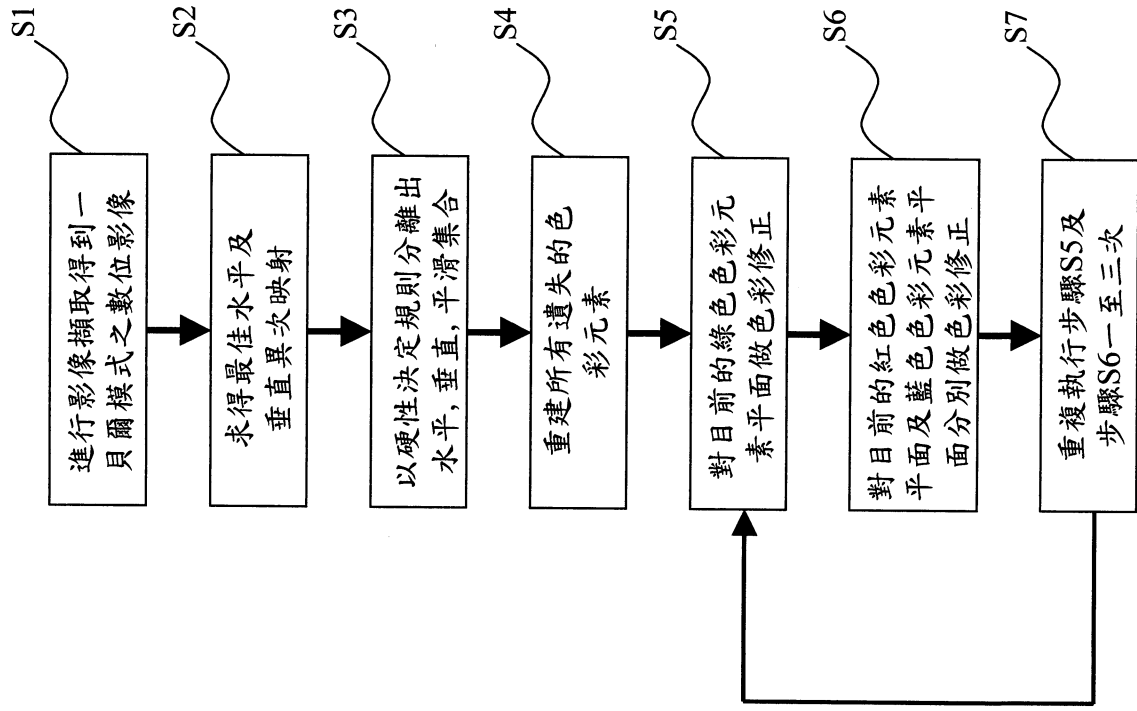 S1
進行影像擷取得到一
貝爾模式之數位影像
S2
求得最佳水平及
垂直異次映射
S3
以硬性決定規則分離出
水平,垂直,平滑集合
S4
重建所有遺失的色
彩元素
S5
對目前的綠色色彩元
素平面做色彩修正
S6
對目前的紅色色彩元素
平面及藍色色彩元素平
面分別做色彩修正
S7
重複執行步驟S5及
步驟S6一至三次